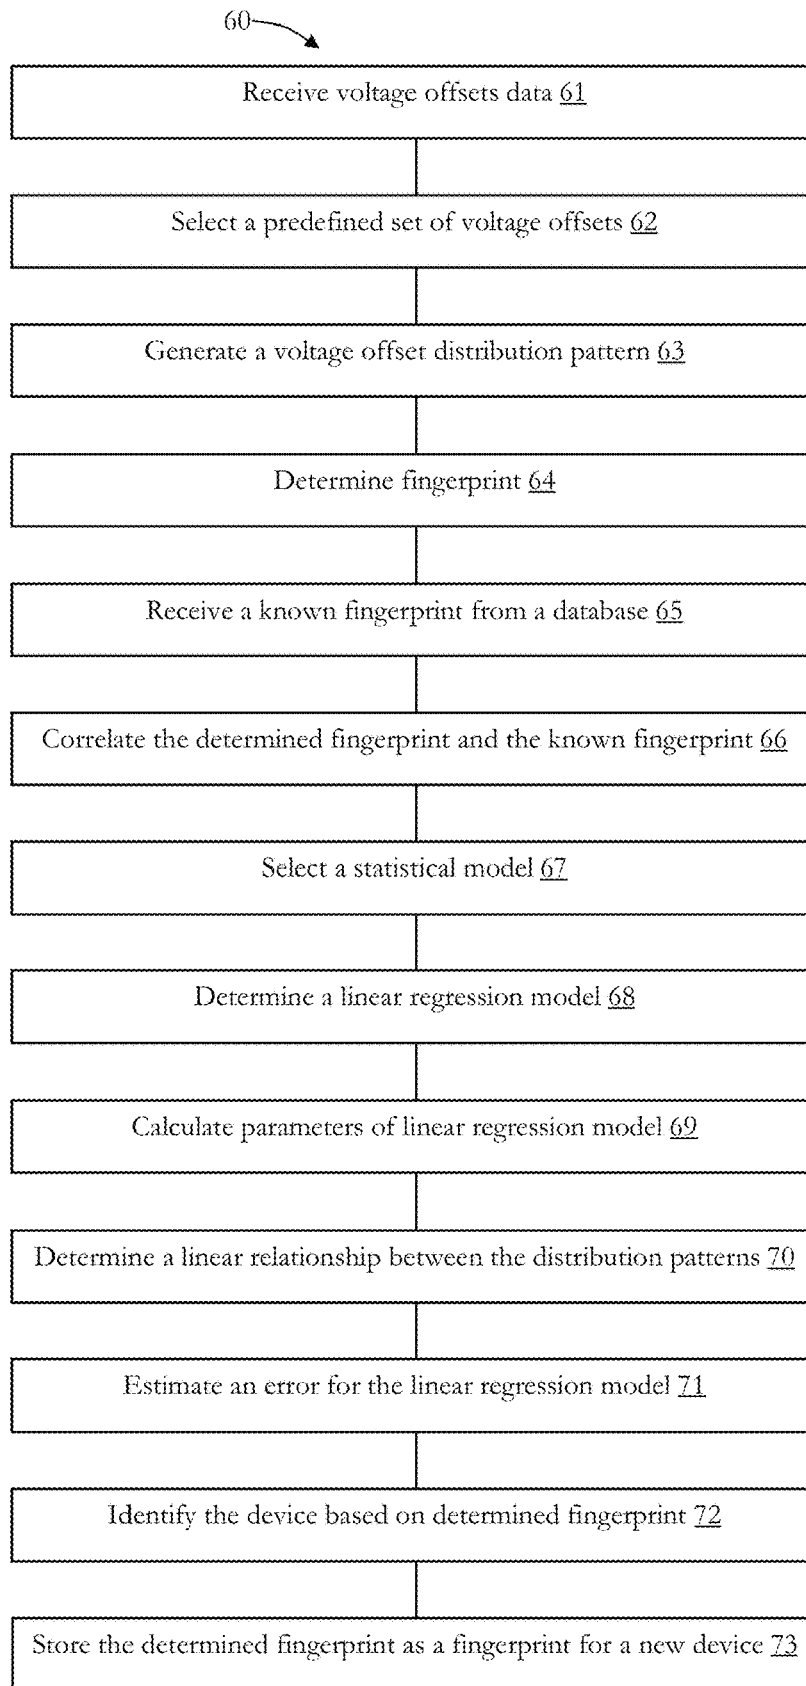 60
Receive voltage offsets data 61
Select a predefined set of voltage offsets 62
Generate a voltage offset distribution pattern 63
Determine fingerprint 64
Receive a known fingerprint from a database 65
Correlate the determined fingerprint and the known fingerprint 66
Select a statistical model 67
Determine a linear regression model 68
Calculate parameters of linear regression model 69
Determine a linear relationship between the distribution patterns 70
Estimate an error for the linear regression model 71
Identify the device based on determined fingerprint 72
Store the determined fingerprint as a fingerprint for a new device 73